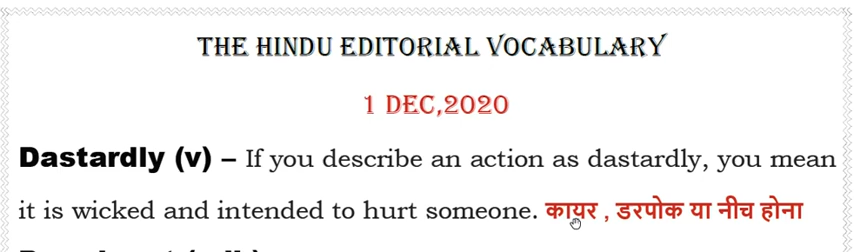 THE HINDU EDITORIAL VOCABULARY
1 DEC,2020
Dastardly (v) – If you describe an action as dastardly, you mean
it is wicked and intended to hurt someone. कायर , डरपोक या नीच होना